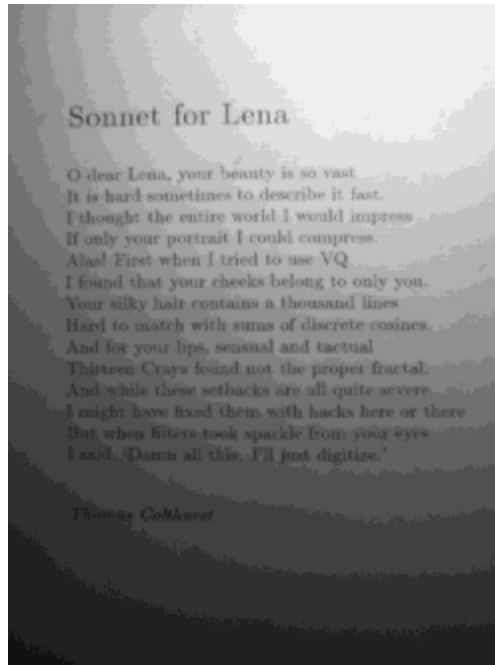 Sonnet for Lena
O dear Lena, your beauty is so vast
It is hard sometimes to describe it fast.
I thought the entire world I would impress
If only your portrait I could compress.
Alas! First when I tried to use VQ
I found that your cheeks belong to only you.
Your silky hair contains a thousand lines
Hard to match with sums of discrete cosines.
And for your lips, sensual and tactual
Thirteen Crays found not the proper fractal.
And while these setbacks are all quite severe
I might have fixed them with hacks here or there
But when filters took sparkle from your eyes
I said, 'Damn all this. I'll just digitize.'
Thomas Colthurst